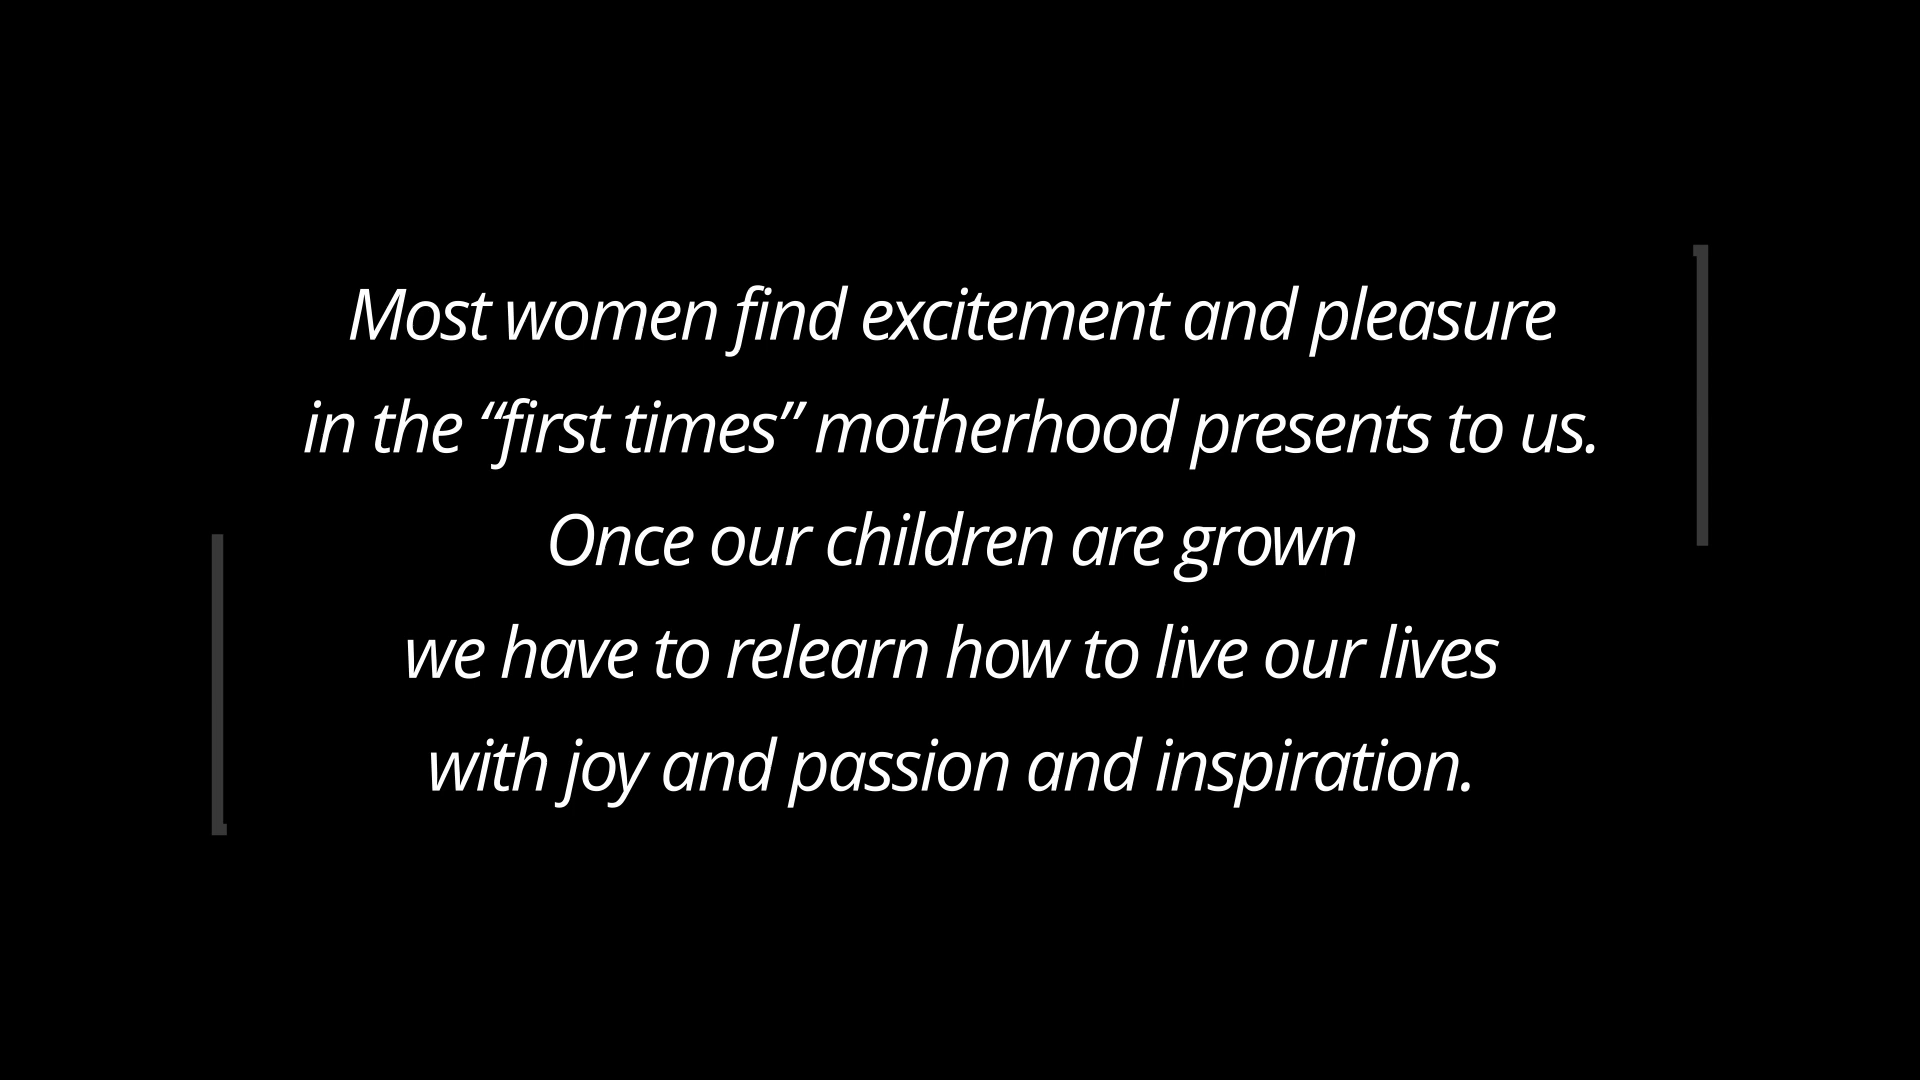 Most women find excitement and pleasure
in the “first times” motherhood presents to us.
Once our children are grown
we have to relearn how to live our lives
with joy and passion and inspiration.